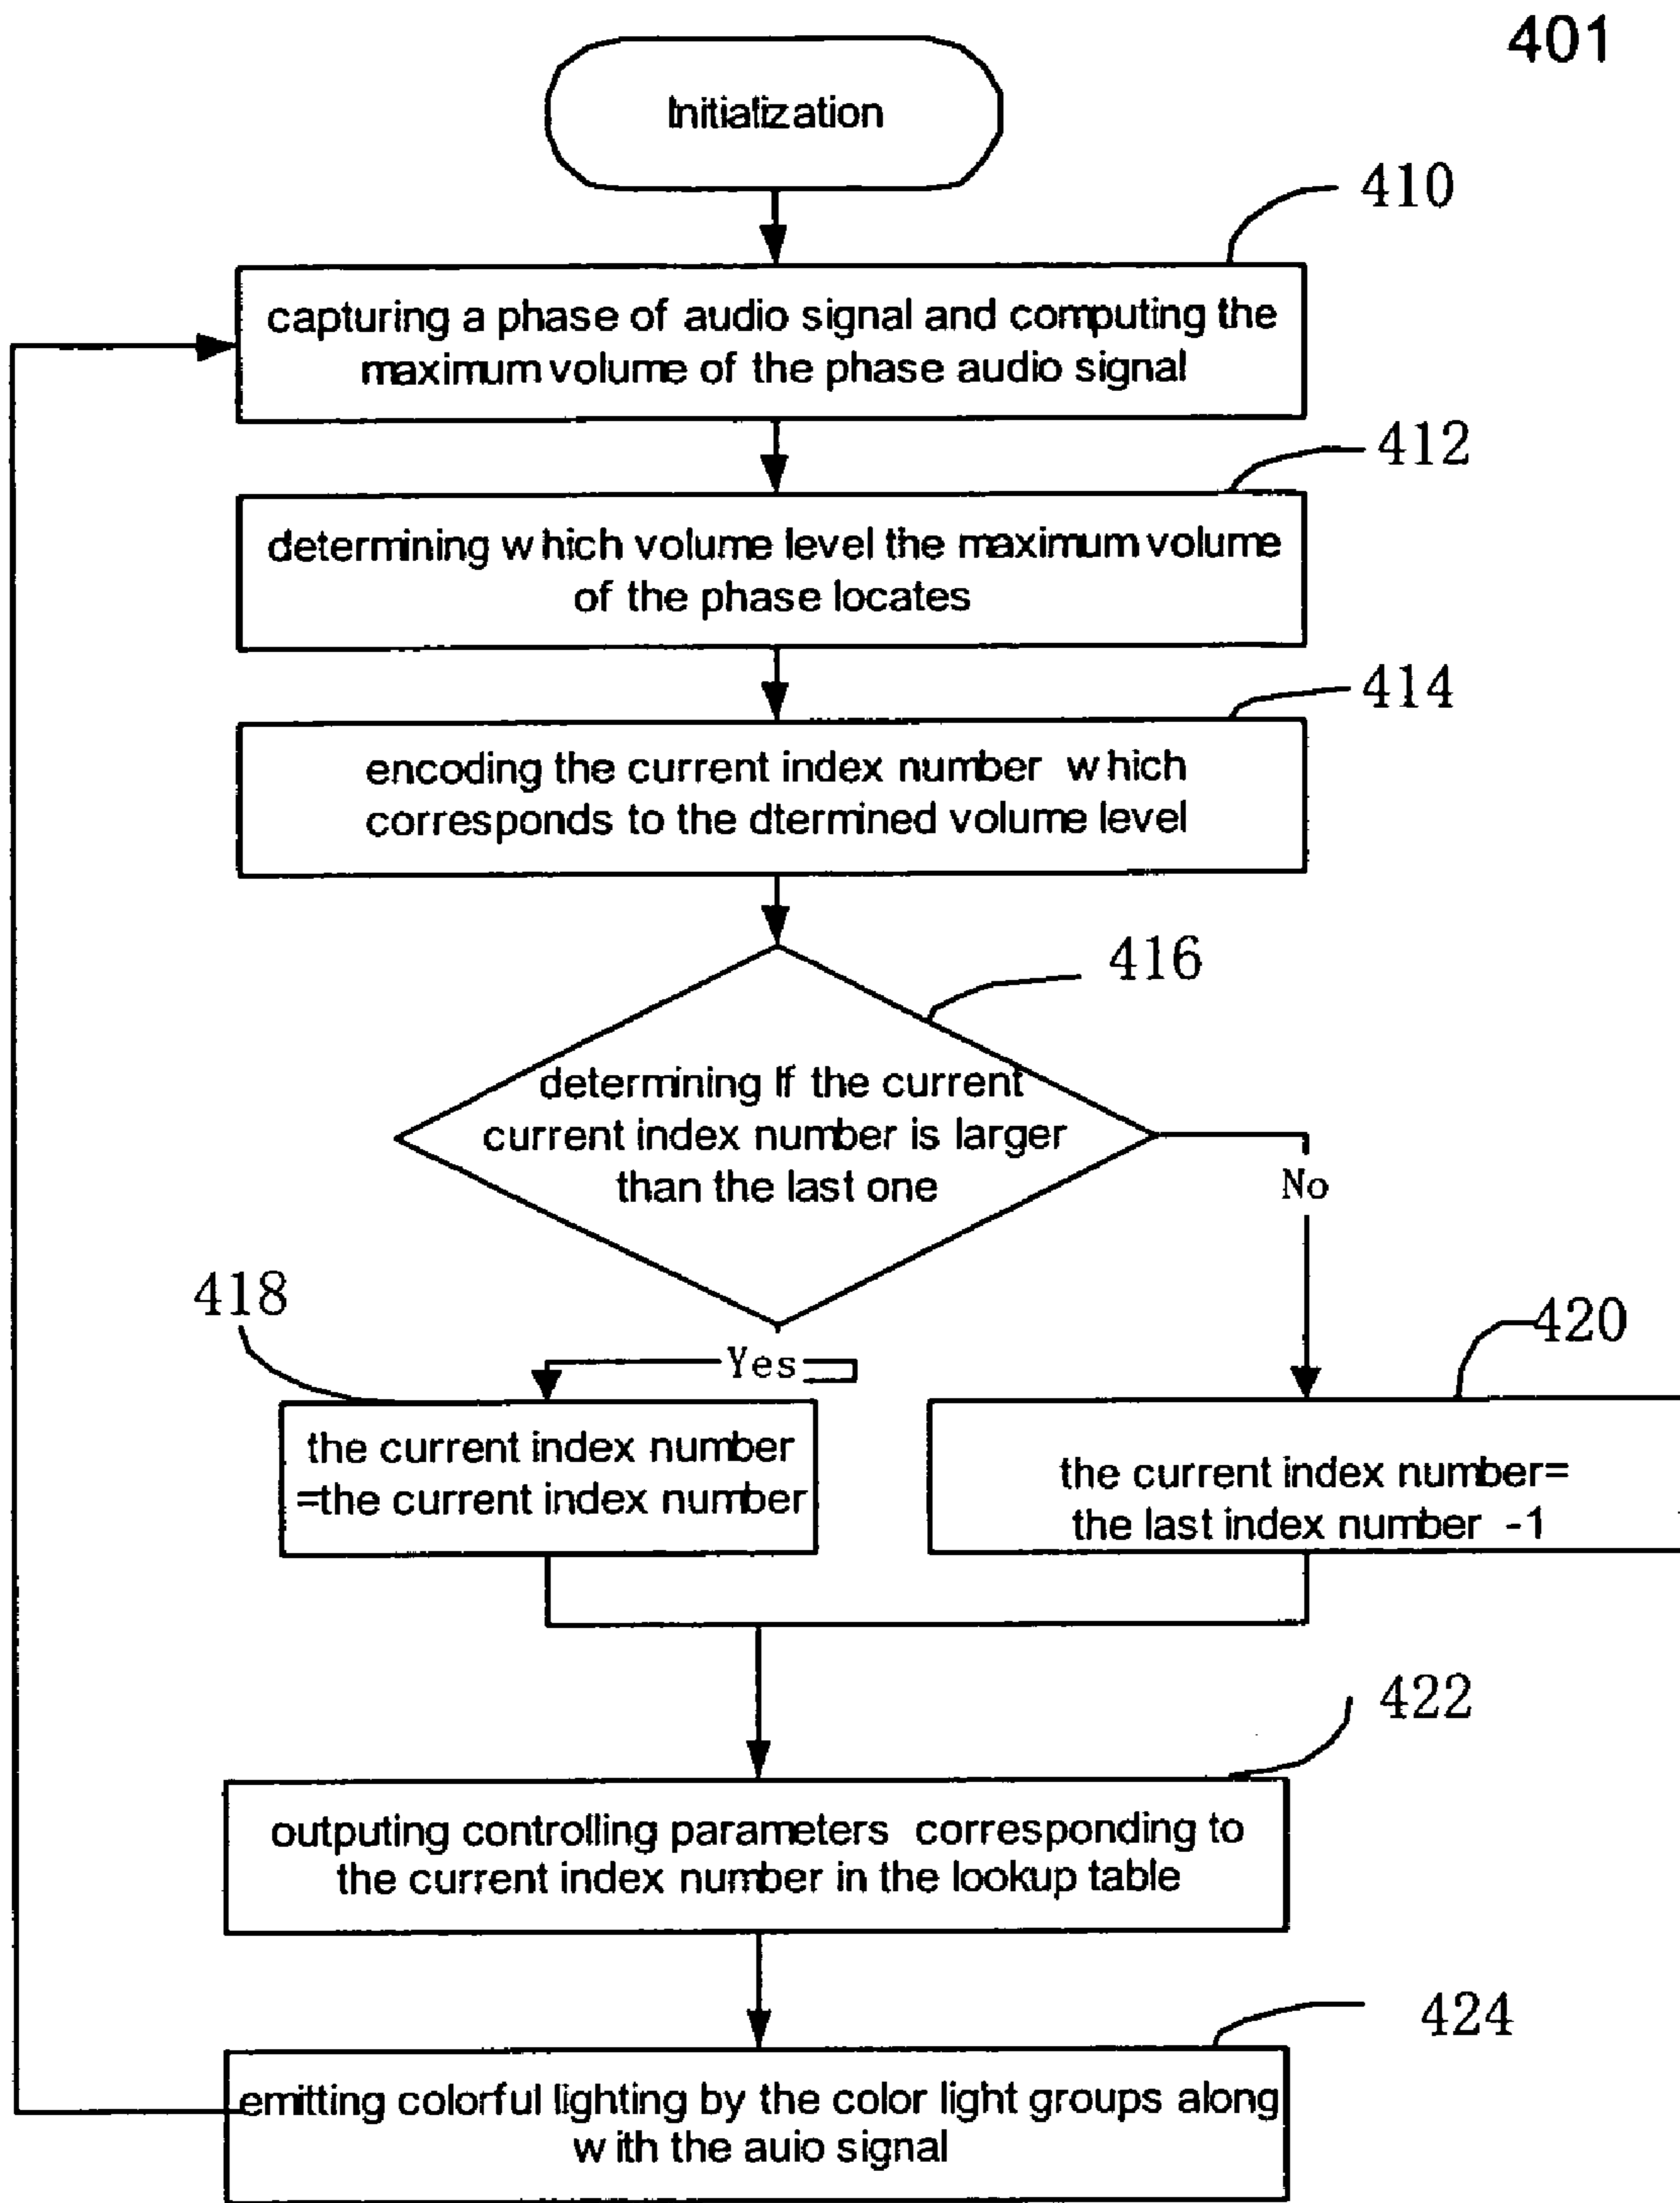 401
Initialization
410
capturing a phase of audio signal and computing the
maximum volume of the phase audio signal
412
determining which volume level the maximum volume
of the phase locates
414
encoding the current index number which
corresponds to the dtermined volume level
416
determining If the current
current index number is larger
than the last one
No
Yes
418
the current index number
=the current index number
420
the current index number=
the last index number -1
422
outputing controlling parameters corresponding to
the current index number in the lookup table
424
emitting colorful lighting by the color light groups along
with the auio signal